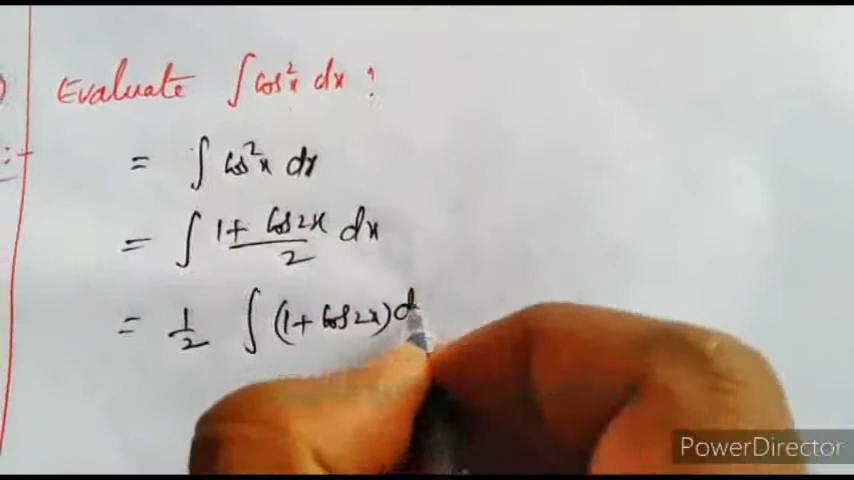 Evaluate ∫cos²x dx ?
:-
= ∫ cos²x dx
= ∫ 1 + cos2x / 2 dx
= 1/2 ∫ (1 + cos2x) d
PowerDirector